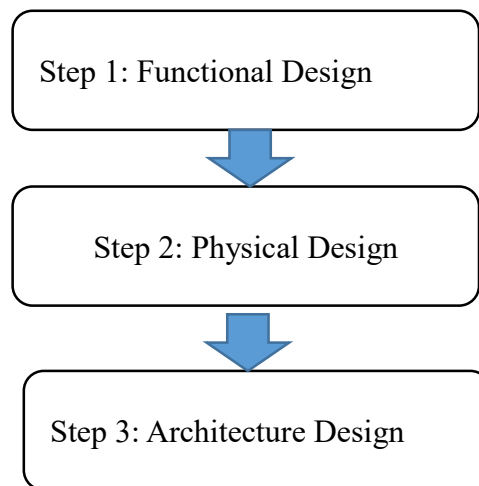 Step 1: Functional Design
Step 2: Physical Design
Step 3: Architecture Design